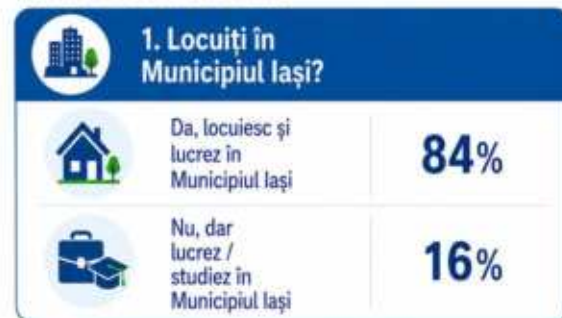 1. Locuiți în
Municipiul Iași?
Da, locuiesc și
lucrez în
Municipiul Iași
84%
Nu, dar
lucrez /
studiez în
Municipiul Iași
16%